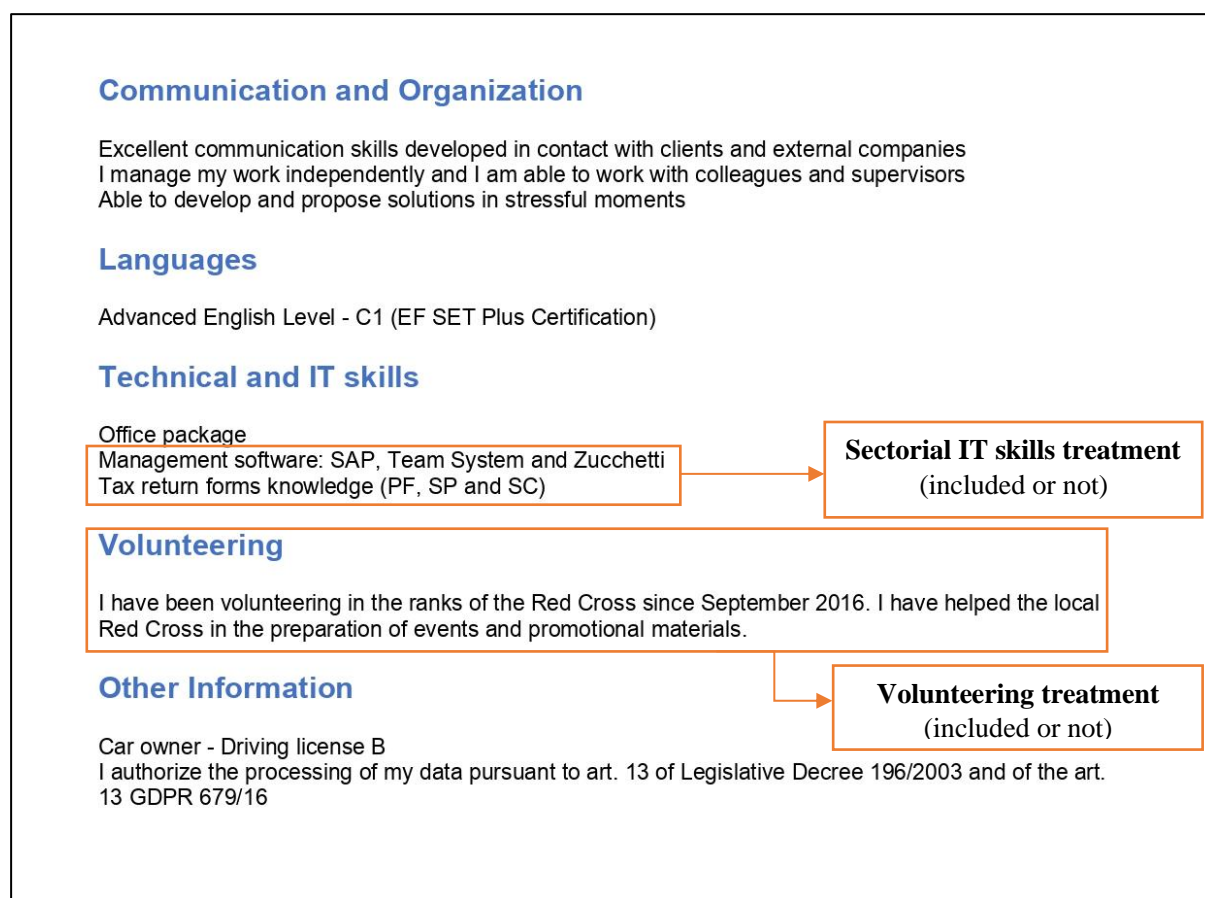 Communication and Organization
Excellent communication skills developed in contact with clients and external companies
I manage my work independently and I am able to work with colleagues and supervisors
Able to develop and propose solutions in stressful moments
Languages
Advanced English Level - C1 (EF SET Plus Certification)
Technical and IT skills
Office package
Management software: SAP, Team System and Zucchetti
Tax return forms knowledge (PF, SP and SC)
Sectorial IT skills treatment
(included or not)
Volunteering
I have been volunteering in the ranks of the Red Cross since September 2016. I have helped the local
Red Cross in the preparation of events and promotional materials.
Volunteering treatment
(included or not)
Other Information
Car owner - Driving license B
I authorize the processing of my data pursuant to art. 13 of Legislative Decree 196/2003 and of the art.
13 GDPR 679/16